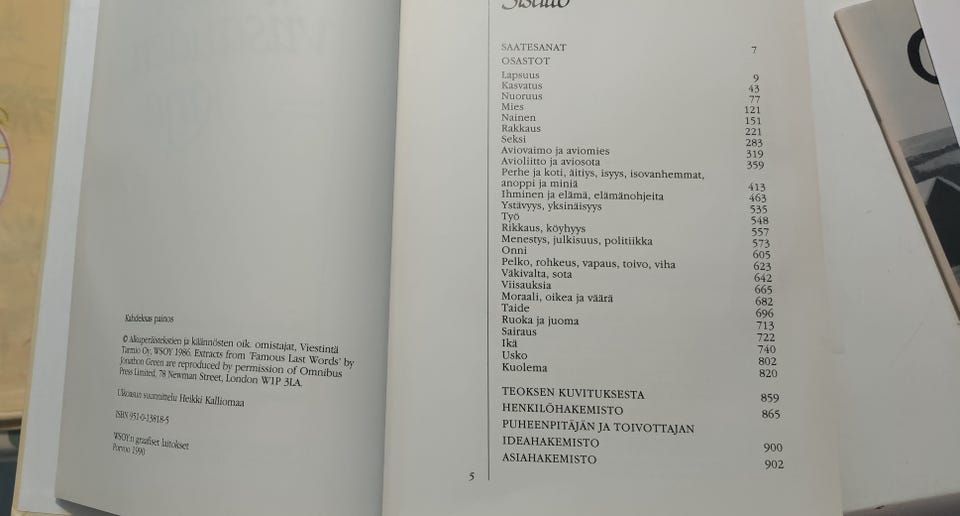 Kahdeksas painos
© Alkuperäistekstien ja käännösten oik. omistajat, Viestintä
Tarmio Oy, WSOY 1986. Extracts from 'Famous Last Words' by
Jonathon Green are reproduced by permission of Omnibus
Press Limited, 78 Newman Street, London W1P 3LA.
Ulkoasun suunnittelu Heikki Kalliomaa
ISBN 951-0-13818-5
WSOY:n graafiset laitokset
Porvoo 1990
Sisältö
SAATESANAT 7
OSASTOT
Lapsuus 9
Kasvatus 43
Nuoruus 77
Mies 121
Nainen 151
Rakkaus 221
Seksi 283
Aviovaimo ja aviomies 319
Avioliitto ja aviosota 359
Perhe ja koti, äitiys, isyys, isovanhemmat,
anoppi ja miniä 413
Ihminen ja elämä, elämänohjeita 463
Ystävyys, yksinäisyys 535
Työ 548
Rikkaus, köyhyys 557
Menestys, julkisuus, politiikka 573
Onni 605
Pelko, rohkeus, vapaus, toivo, viha 623
Väkivalta, sota 642
Viisauksia 665
Moraali, oikea ja väärä 682
Taide 696
Ruoka ja juoma 713
Sairaus 722
Ikä 740
Usko 802
Kuolema 820
TEOKSEN KUVITUKSESTA 859
HENKILÖHAKEMISTO 865
PUHEENPITÄJÄN JA TOIVOTTAJAN
IDEAHAKEMISTO 900
ASIAHAKEMISTO 902
5